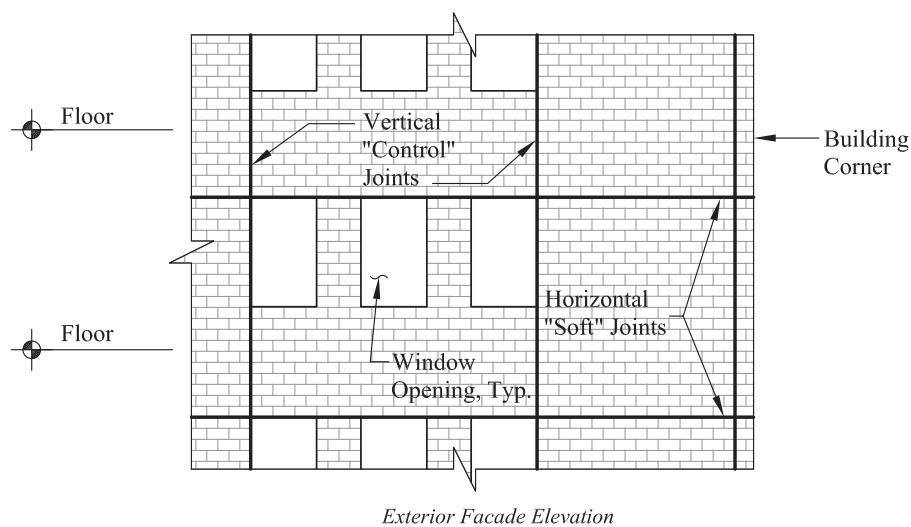 Floor
Vertical
"Control"
Joints
Building
Corner
Horizontal
"Soft" Joints
Floor
Window
Opening, Typ.
Exterior Facade Elevation